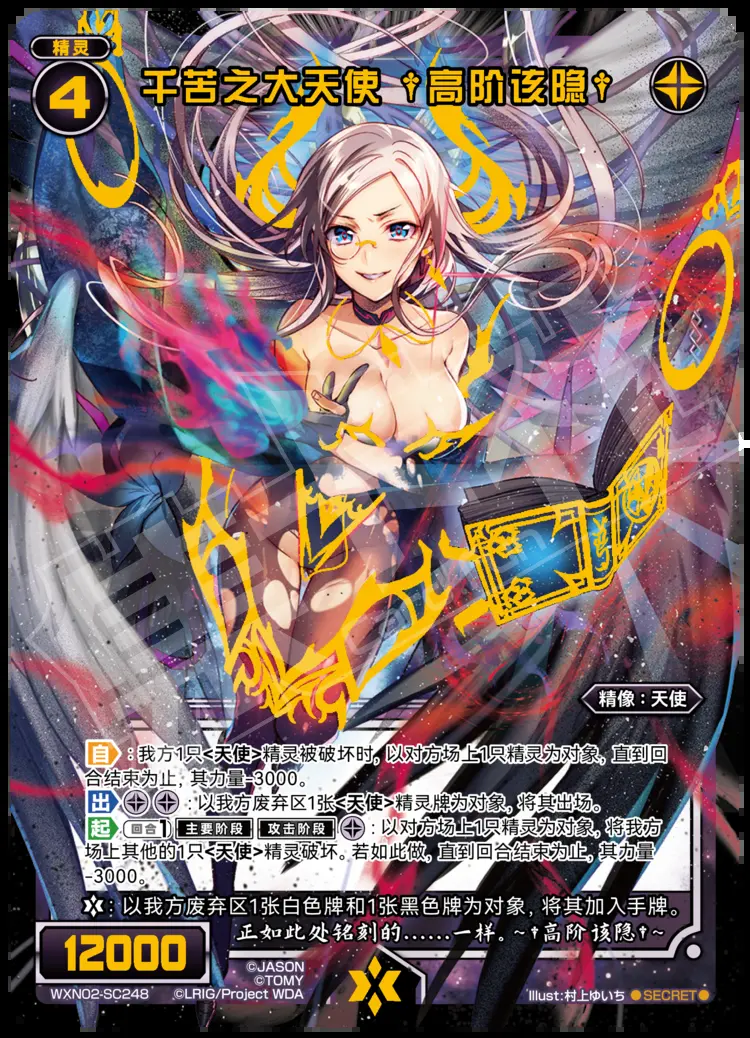 精灵
4
千苦之大天使 †高阶该隐†
精像：天使
自：我方1只<天使>精灵被破坏时，以对方场上1只精灵为对象，直到回
合结束为止，其力量-3000。
出：以我方废弃区1张<天使>精灵牌为对象，将其出场。
起 回合1 主要阶段 攻击阶段：以对方场上1只精灵为对象，将我方
场上其他的1只<天使>精灵破坏。若如此做，直到回合结束为止，其力量
-3000。
：以我方废弃区1张白色牌和1张黑色牌为对象，将其加入手牌。
正如此处铭刻的……一样。~†高阶该隐†~
12000
©JASON
©TOMY
WXN02-SC248 ©LRIG/Project WDA
Illust:村上ゆいち ●SECRET●